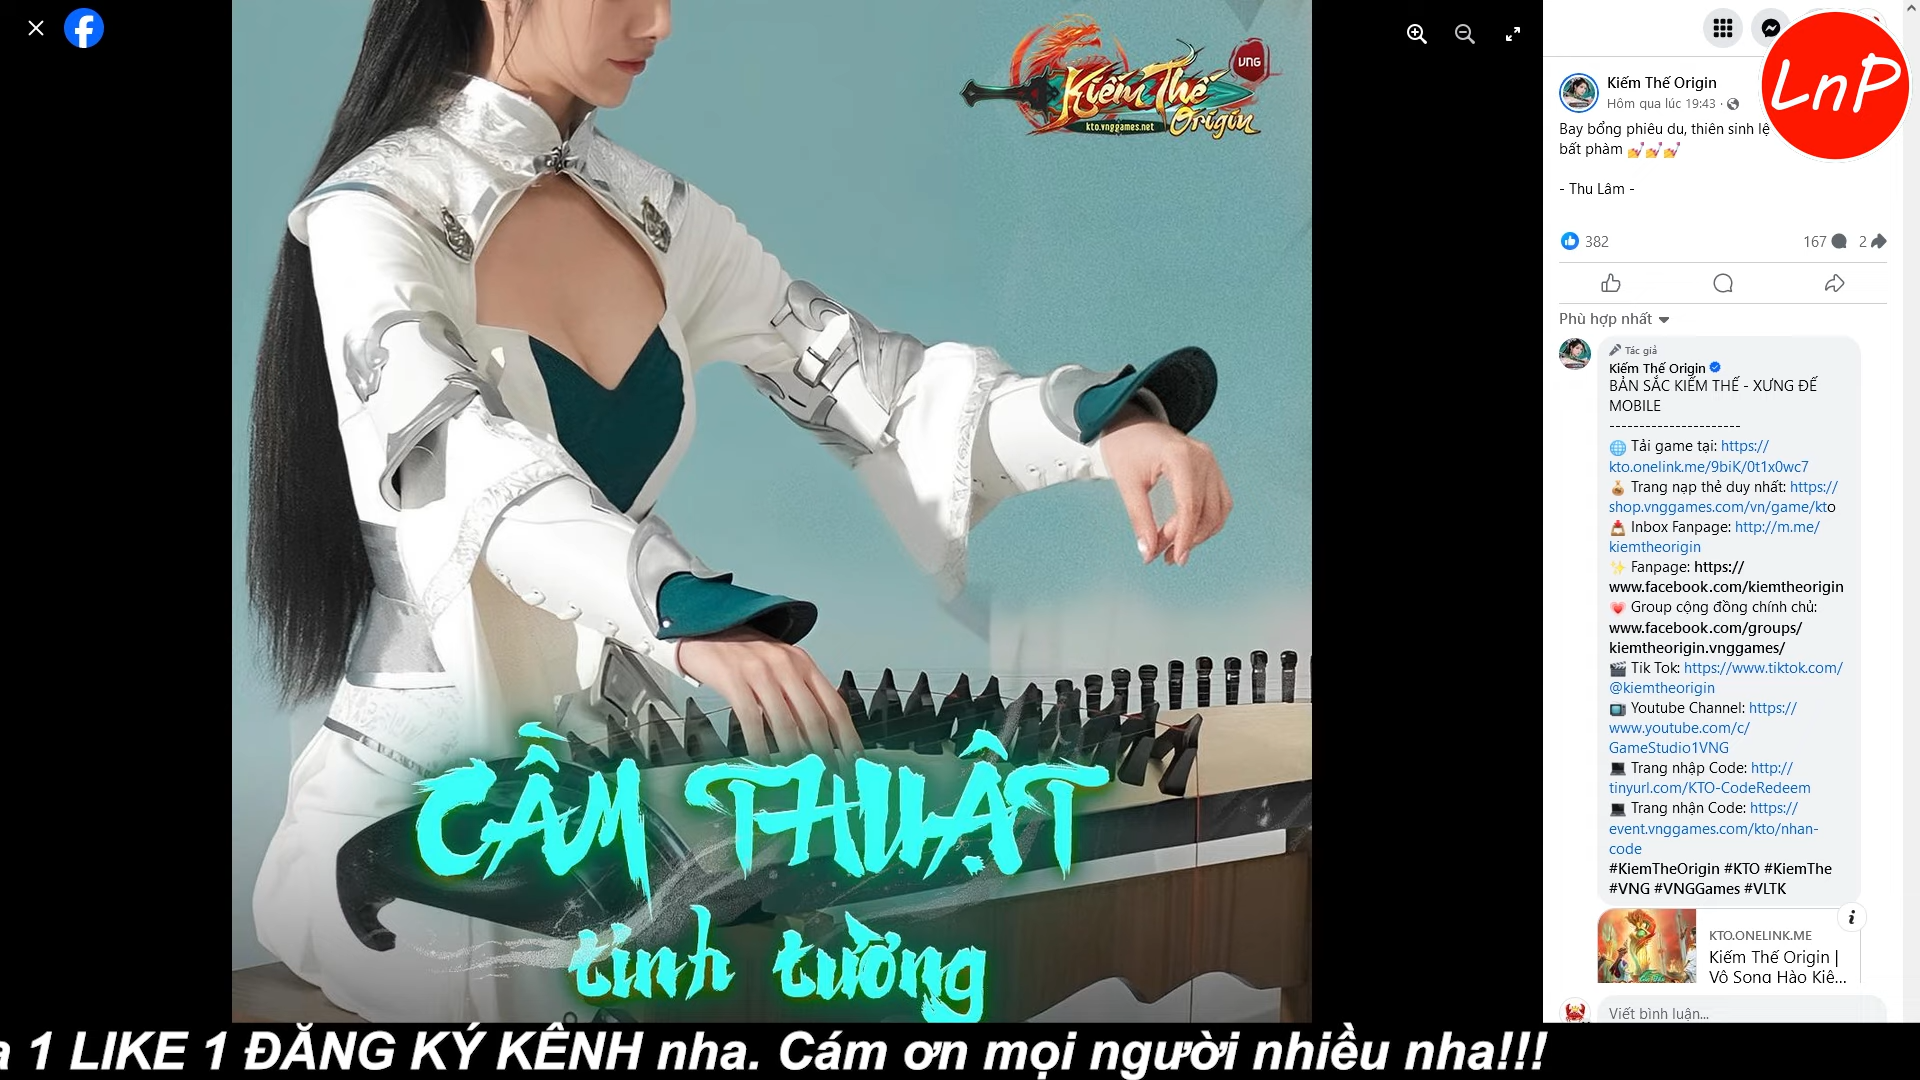 VNG
Kiếm Thế
Origin
kto.vnggames.net
CẦM THUẬT
tinh tường
LnP
Kiếm Thế Origin
Hôm qua lúc 19:43 ·
Bay bổng phiêu du, thiên sinh lệ
bất phàm 💅💅💅
- Thu Lâm -
382
167
2
Phù hợp nhất
Tác giả
Kiếm Thế Origin
BẢN SẮC KIẾM THẾ - XƯNG ĐẾ
MOBILE
----------------------
🌐 Tải game tại: https://
kto.onelink.me/9biK/0t1x0wc7
💰 Trang nạp thẻ duy nhất: https://
shop.vnggames.com/vn/game/kto
📩 Inbox Fanpage: http://m.me/
kiemtheorigin
✨ Fanpage: https://
www.facebook.com/kiemtheorigin
💗 Group cộng đồng chính chủ:
www.facebook.com/groups/
kiemtheorigin.vnggames/
🎬 Tik Tok: https://www.tiktok.com/
@kiemtheorigin
📺 Youtube Channel: https://
www.youtube.com/c/
GameStudio1VNG
💻 Trang nhập Code: http://
tinyurl.com/KTO-CodeRedeem
💻 Trang nhận Code: https://
event.vnggames.com/kto/nhan-
code
#KiemTheOrigin #KTO #KiemThe
#VNG #VNGGames #VLTK
KTO.ONELINK.ME
Kiếm Thế Origin |
Vô Song Hào Kiê...
Viết bình luận...
a 1 LIKE 1 ĐĂNG KÝ KÊNH nha. Cám ơn mọi người nhiều nha!!!